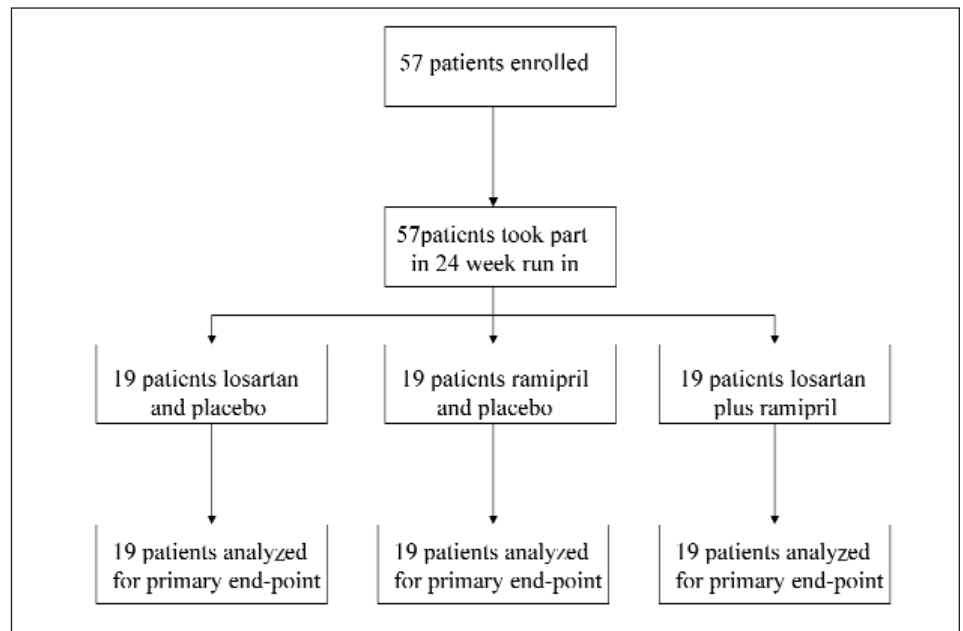 57 patients enrolled
57patients took part
in 24 week run in
19 patients losartan
and placebo
19 patients ramipril
and placebo
19 patients losartan
plus ramipril
19 patients analyzed
for primary end-point
19 patients analyzed
for primary end-point
19 patients analyzed
for primary end-point